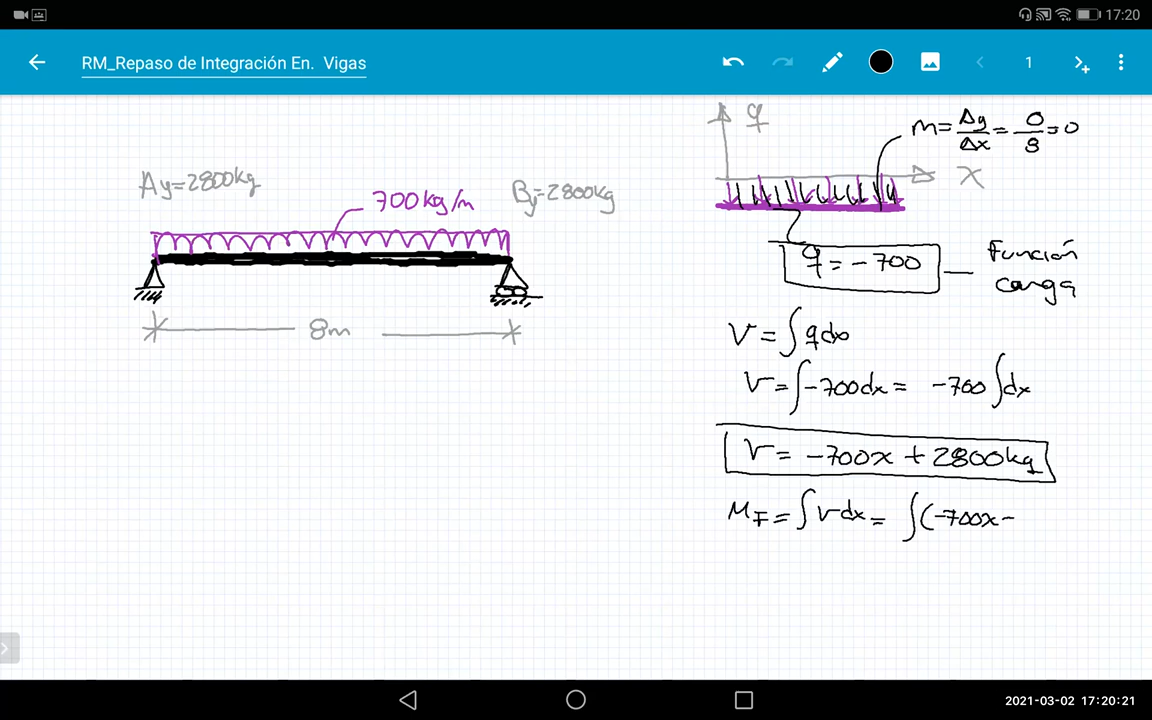 17:20
RM_Repaso de Integración En. Vigas
1
q
m = Δy/Δx = 0/8 = 0
x
Ay=2800kg
700kg/m
By=2800kg
q = -700
Función carga
8m
V = ∫qdx
V = ∫-700dx = -700∫dx
V = -700x + 2800kg
MF = ∫Vdx = ∫(-700x -
2021-03-02 17:20:21